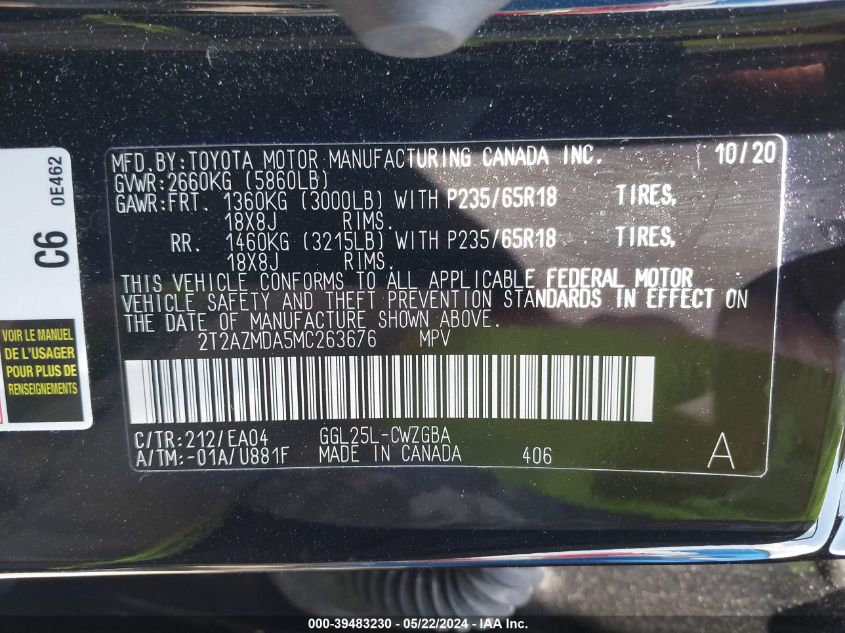 MFD.BY:TOYOTA MOTOR MANUFACTURING CANADA INC. 10/20
GVWR:2660KG (5860LB)
GAWR:FRT. 1360KG (3000LB) WITH P235/65R18 TIRES,
18X8J RIMS.
RR. 1460KG (3215LB) WITH P235/65R18 TIRES,
18X8J RIMS.
THIS VEHICLE CONFORMS TO ALL APPLICABLE FEDERAL MOTOR
VEHICLE SAFETY AND THEFT PREVENTION STANDARDS IN EFFECT ON
THE DATE OF MANUFACTURE SHOWN ABOVE.
2T2AZMDA5MC263676 MPV
C/TR:212/EA04 GGL25L-CWZGBA
A/TM:-01A/U881F MADE IN CANADA 406 A
C6 0E462
VOIR LE MANUEL
DE L'USAGER
POUR PLUS DE
RENSEIGNEMENTS
000-39483230 - 05/22/2024 - IAA Inc.